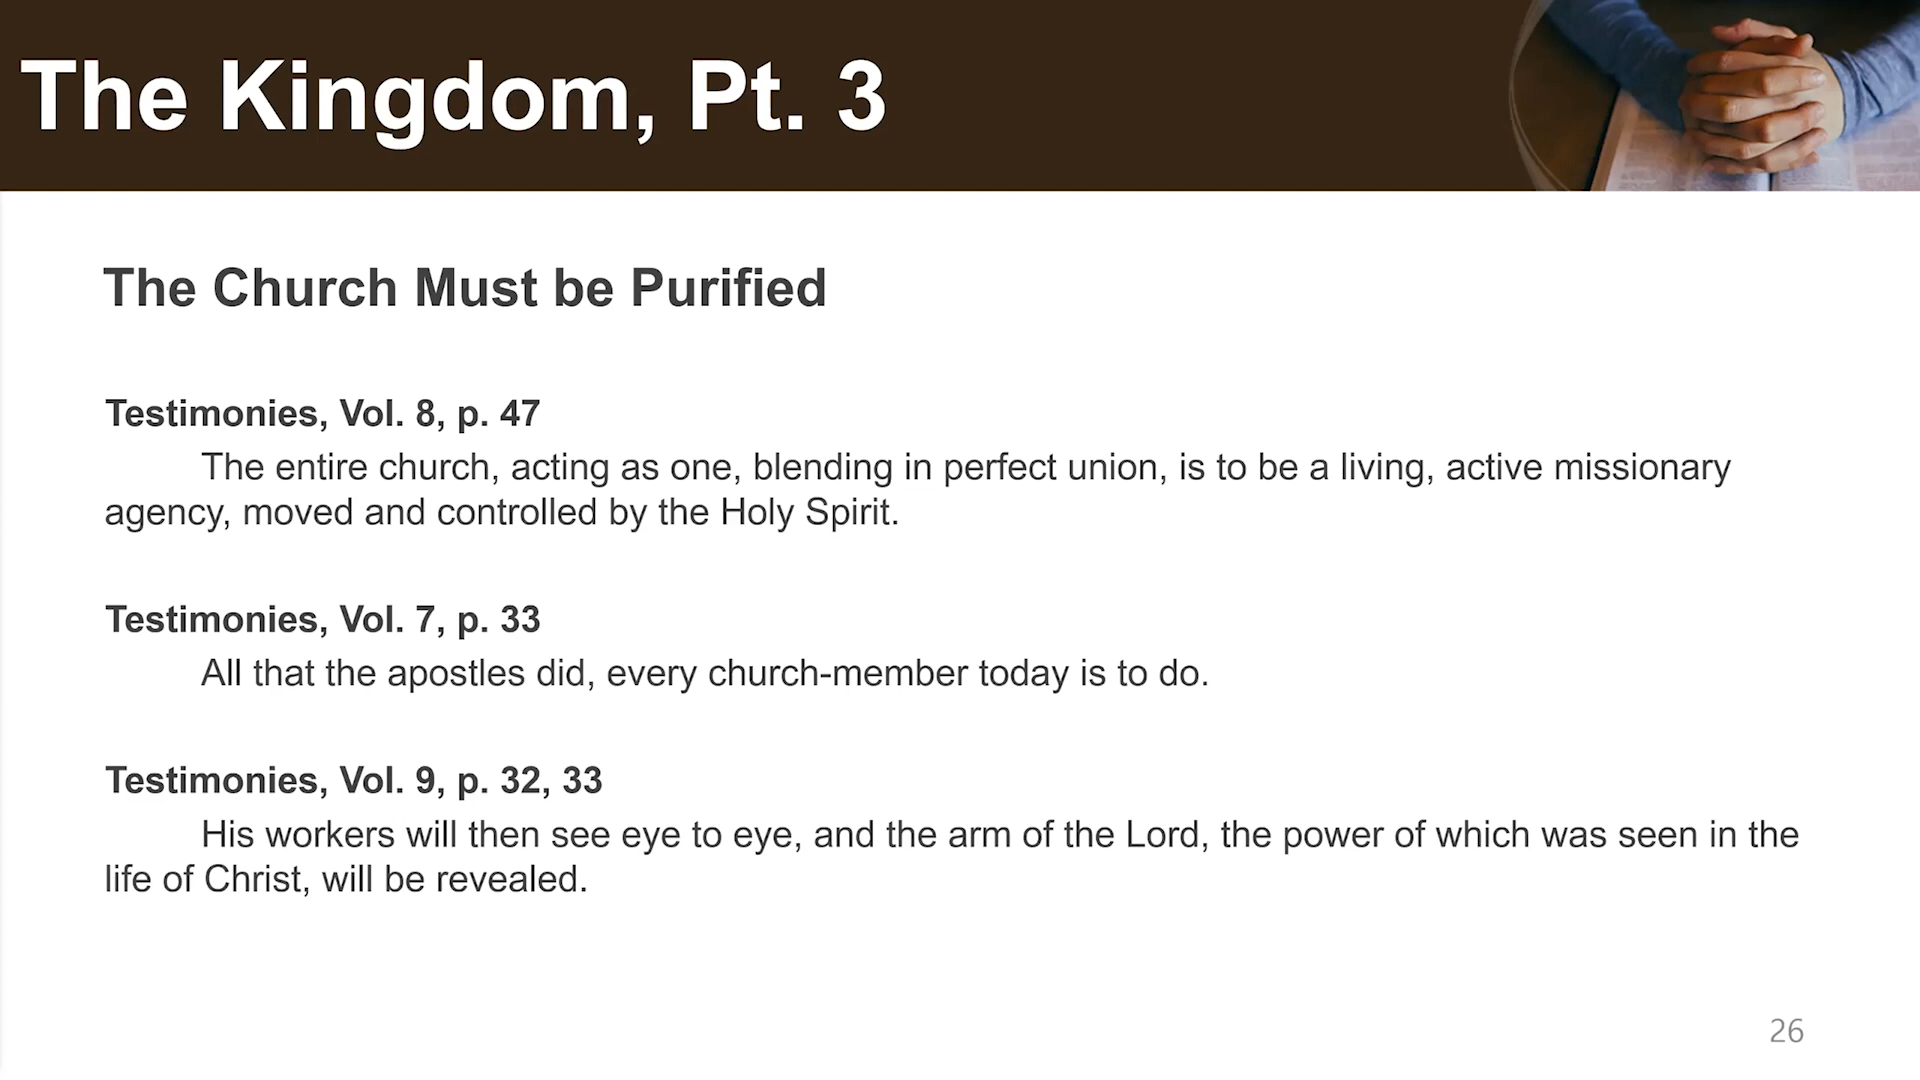 The Kingdom, Pt. 3
The Church Must be Purified
Testimonies, Vol. 8, p. 47
The entire church, acting as one, blending in perfect union, is to be a living, active missionary
agency, moved and controlled by the Holy Spirit.
Testimonies, Vol. 7, p. 33
All that the apostles did, every church-member today is to do.
Testimonies, Vol. 9, p. 32, 33
His workers will then see eye to eye, and the arm of the Lord, the power of which was seen in the
life of Christ, will be revealed.
26